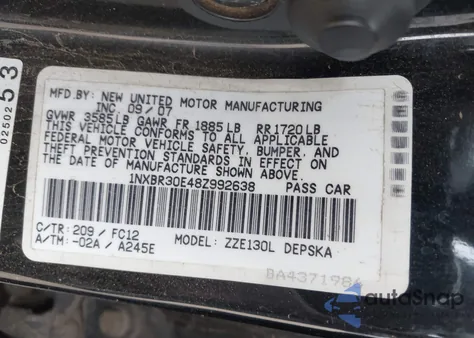 0250253
MFD.BY: NEW UNITED MOTOR MANUFACTURING
INC 09/07
GVWR 3585LB GAWR FR 1885LB RR1720LB
THIS VEHICLE CONFORMS TO ALL APPLICABLE
FEDERAL MOTOR VEHICLE SAFETY, BUMPER, AND
THEFT PREVENTION STANDARDS IN EFFECT ON
THE DATE OF MANUFACTURE SHOWN ABOVE.
1NXBR30E48Z992638 PASS CAR
C/TR: 209 / FC12
A/TM: -02A / A245E
MODEL: ZZE130L DEPSKA
BA4371984
autoSnap